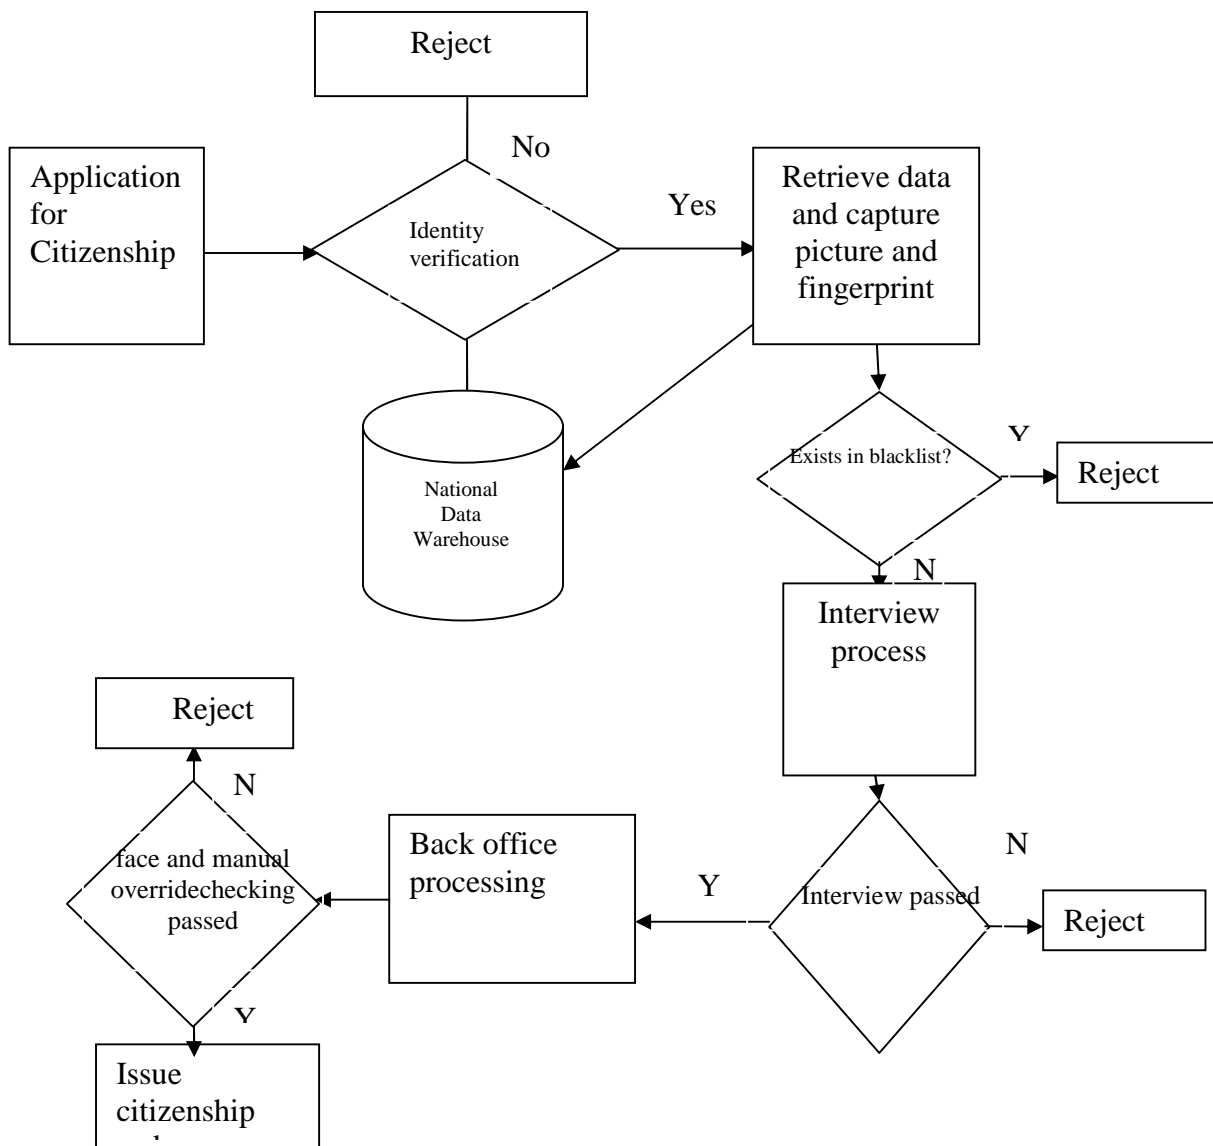 Reject
No
Application
for
Citizenship
Identity
verification
Yes
Retrieve data
and capture
picture and
fingerprint
National
Data
Warehouse
Exists in blacklist?
Y
Reject
N
Interview
process
Reject
N
face and manual
overridechecking
passed
Y
Back office
processing
Y
Interview passed
N
Reject
Issue
citizenship